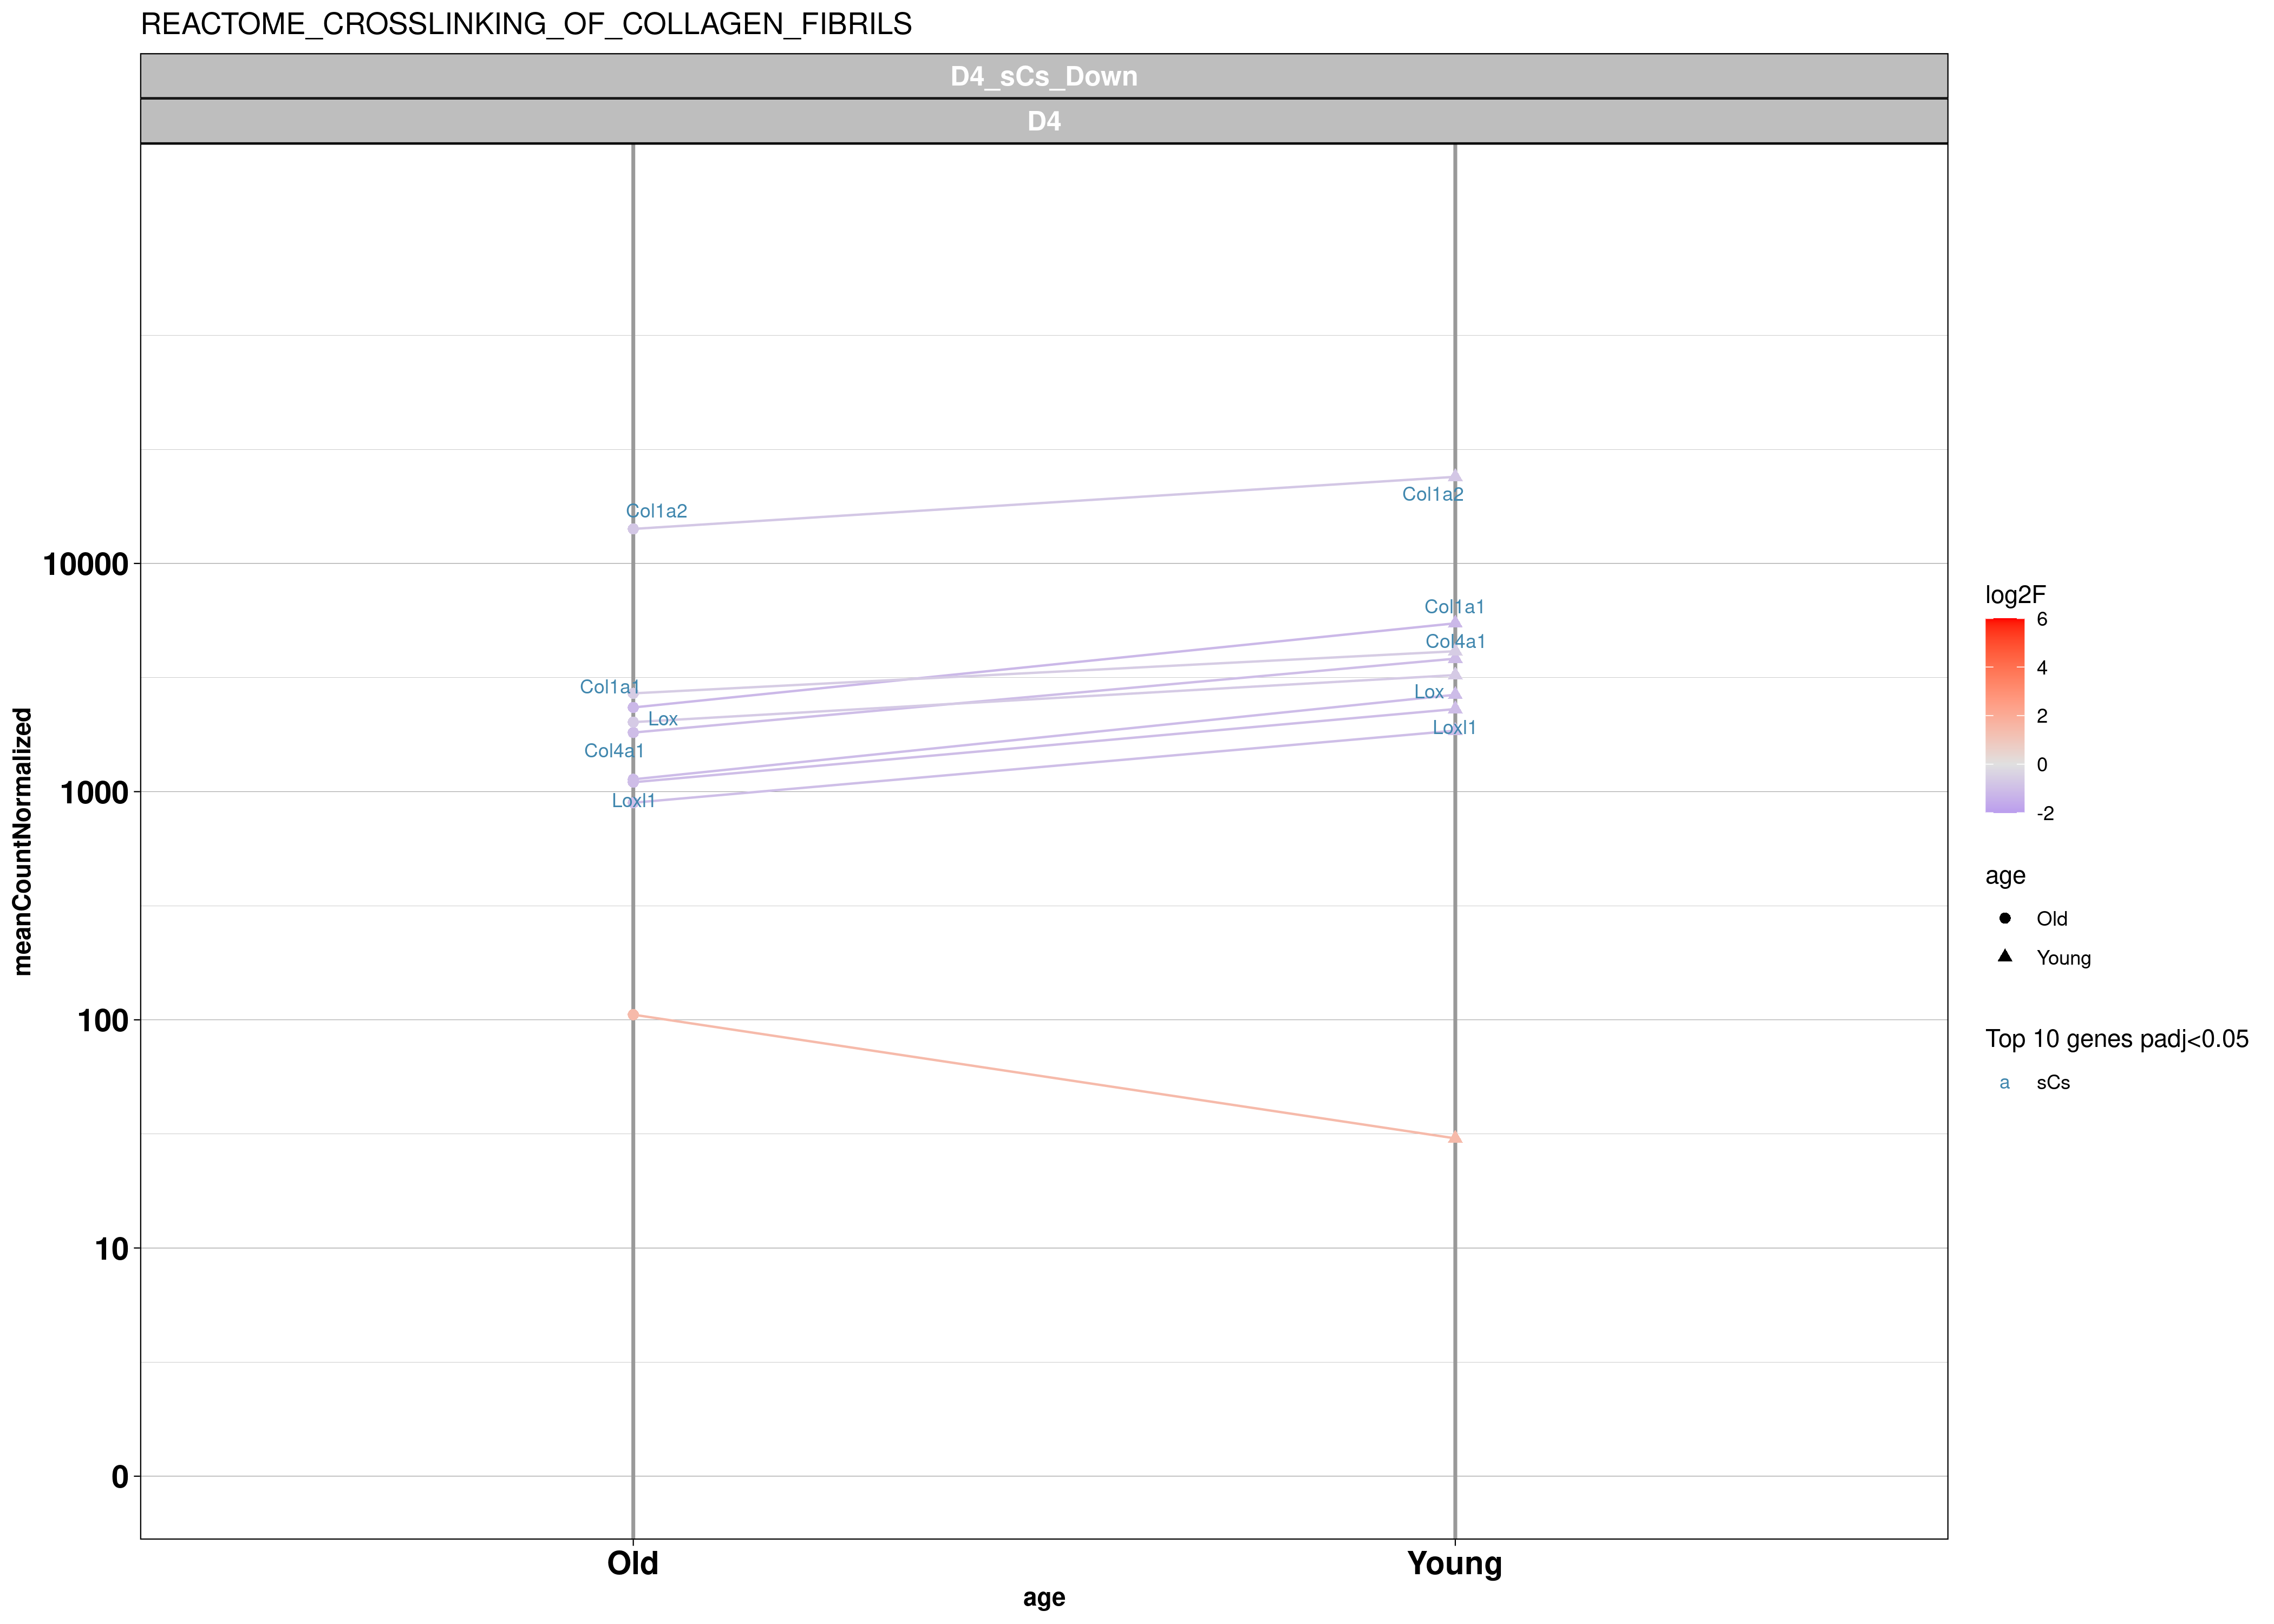 REACTOME_CROSSLINKING_OF_COLLAGEN_FIBRILS
D4_sCs_Down
D4
meanCountNormalized
10000
1000
100
10
0
Col1a2
Col1a1
Lox
Col4a1
Loxl1
Col1a2
Col1a1
Col4a1
Lox
Loxl1
Old
Young
age
log2F
6
4
2
0
-2
age
Old
Young
Top 10 genes padj<0.05
a sCs